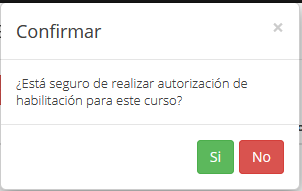 Confirmar
×
¿Está seguro de realizar autorización de
habilitación para este curso?
Si
No